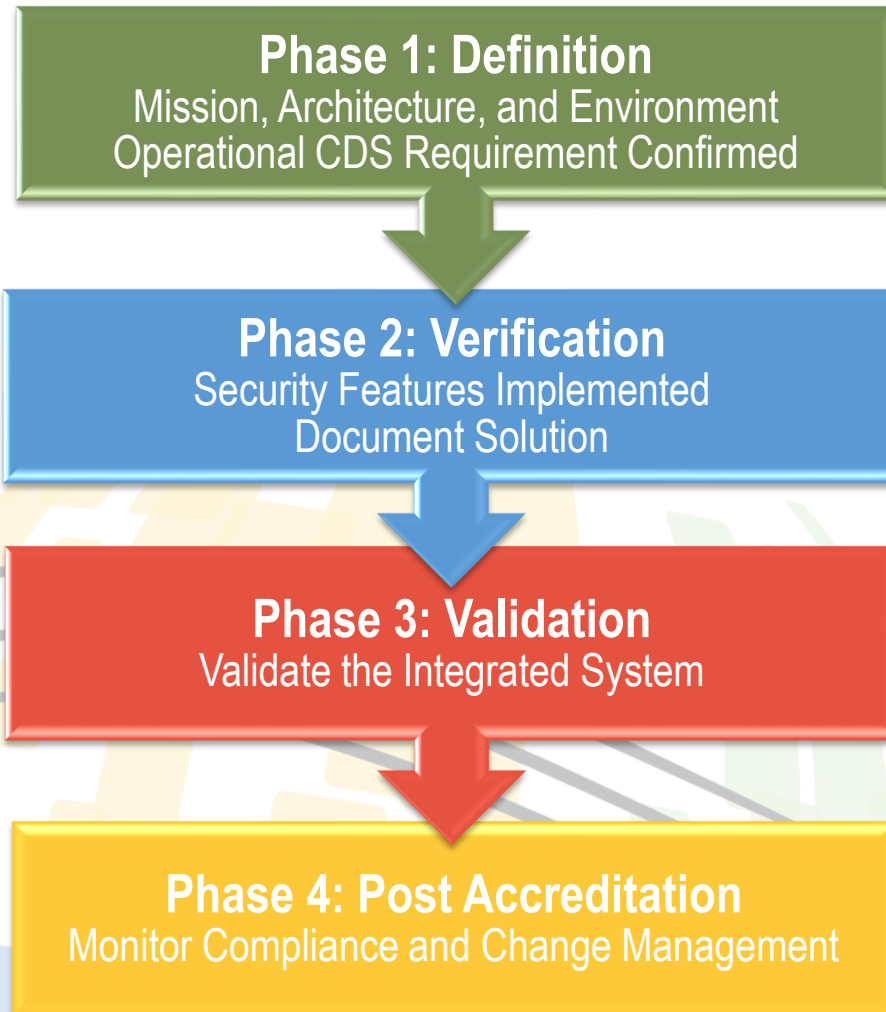 Phase 1: Definition
Mission, Architecture, and Environment
Operational CDS Requirement Confirmed
Phase 2: Verification
Security Features Implemented
Document Solution
Phase 3: Validation
Validate the Integrated System
Phase 4: Post Accreditation
Monitor Compliance and Change Management